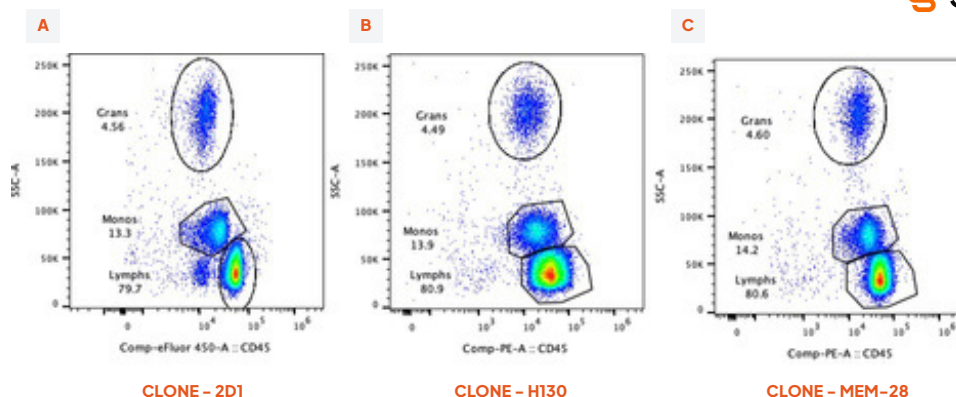 A
B
C
250K
200K
150K
100K
50K
0
SSC-A
Grans
4.56
Monos
13.3
Lymphs
79.7
0
10^4
10^5
10^6
Comp-eFluor 450-A :: CD45
CLONE - 2D1
250K
200K
150K
100K
50K
0
SSC-A
Grans
4.49
Monos
13.9
Lymphs
80.9
0
10^3
10^4
10^5
10^6
Comp-PE-A :: CD45
CLONE - H130
250K
200K
150K
100K
50K
0
SSC-A
Grans
4.60
Monos
14.2
Lymphs
80.6
0
10^3
10^4
10^5
10^6
Comp-PE-A :: CD45
CLONE - MEM-28